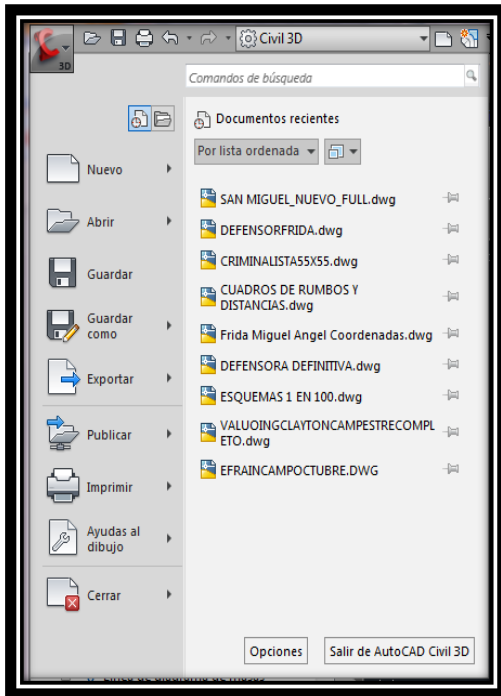 Civil 3D
3D
Comandos de búsqueda
Documentos recientes
Por lista ordenada
Nuevo
Abrir
Guardar
Guardar
como
Exportar
Publicar
Imprimir
Ayudas al
dibujo
Cerrar
SAN MIGUEL_NUEVO_FULL.dwg
DEFENSORFRIDA.dwg
CRIMINALISTA55X55.dwg
CUADROS DE RUMBOS Y
DISTANCIAS.dwg
Frida Miguel Angel Coordenadas.dwg
DEFENSORA DEFINITIVA.dwg
ESQUEMAS 1 EN 100.dwg
VALUOINGCLAYTONCAMPESTRECOMPL
ETO.dwg
EFRAINCAMPOCTUBRE.DWG
Opciones
Salir de AutoCAD Civil 3D